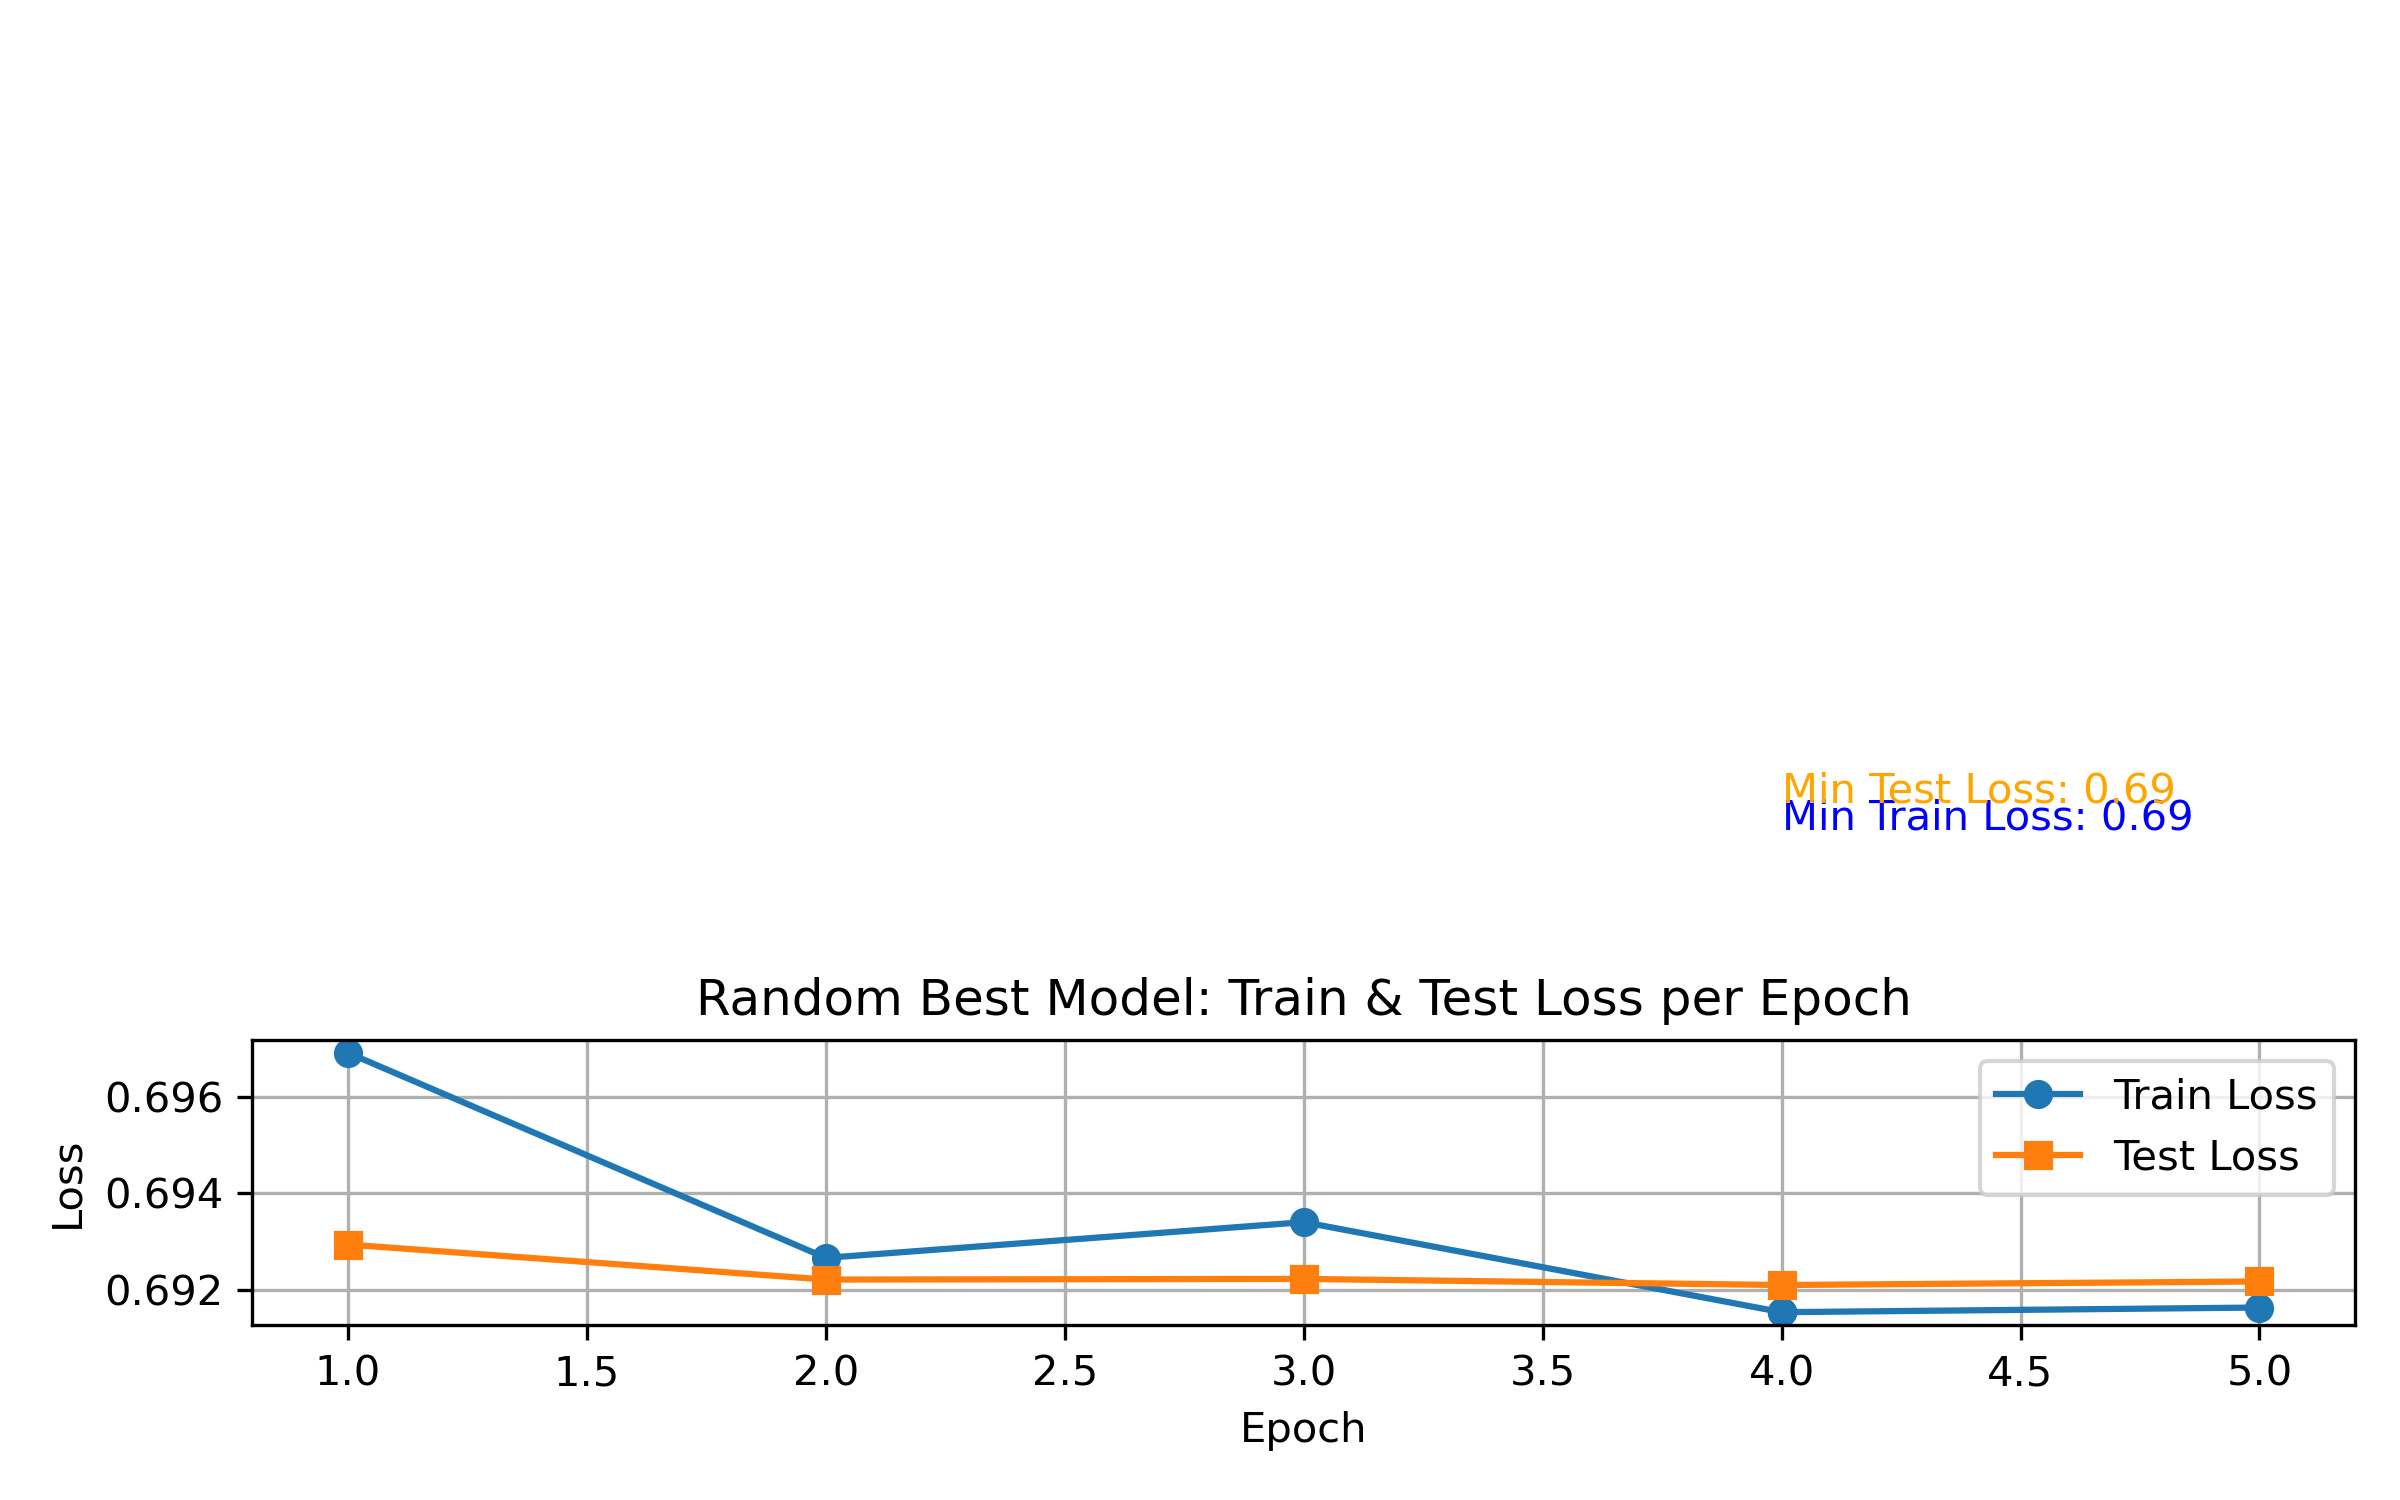 Min Test Loss: 0.69
Min Train Loss: 0.69
Random Best Model: Train & Test Loss per Epoch
Train Loss
Test Loss
Loss
0.696
0.694
0.692
1.0 1.5 2.0 2.5 3.0 3.5 4.0 4.5 5.0
Epoch